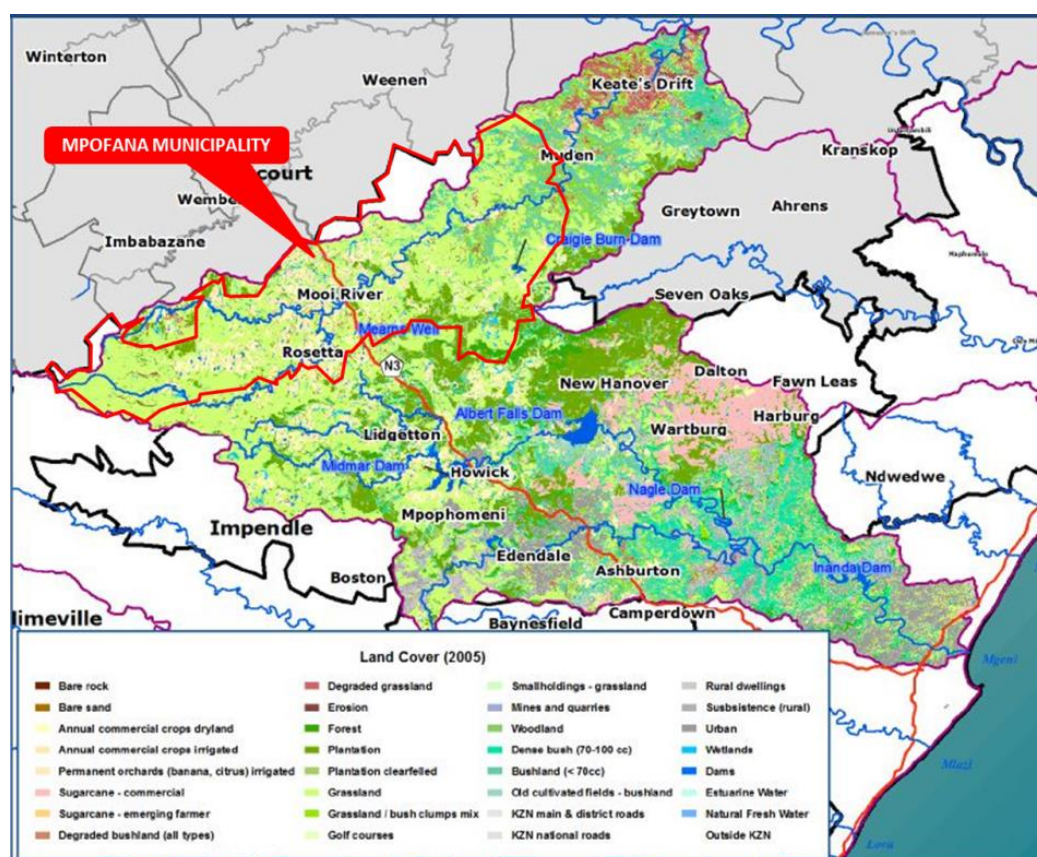 Winterton
Weenen
Keate's Drift
MPOFANA MUNICIPALITY
court
Muden
Kranskop
Wembe
Greytown
Ahrens
Imbabazane
Craigie Burn Dam
Mooi River
Seven Oaks
Mearns Weil
Rosetta
N3
New Hanover
Dalton
Fawn Leas
Albert Falls Dam
Harburg
Lidgetton
Wartburg
Midmar Dam
Howick
Nagle Dam
Ndwedwe
Mpophomeni
Impendle
Edendale
Boston
Ashburton
Inanda Dam
Camperdown
limeville
Baynesfield
Mgeni
Mlazi
Lovu
Land Cover (2005)
Bare rock
Bare sand
Annual commercial crops dryland
Annual commercial crops irrigated
Permanent orchards (banana, citrus) irrigated
Sugarcane - commercial
Sugarcane - emerging farmer
Degraded bushland (all types)
Degraded grassland
Erosion
Forest
Plantation
Plantation clearfelled
Grassland
Grassland / bush clumps mix
Golf courses
Smallholdings - grassland
Mines and quarries
Woodland
Dense bush (70-100 cc)
Bushland (< 70cc)
Old cultivated fields - bushland
KZN main & district roads
KZN national roads
Rural dwellings
Susbsistence (rural)
Urban
Wetlands
Dams
Estuarine Water
Natural Fresh Water
Outside KZN